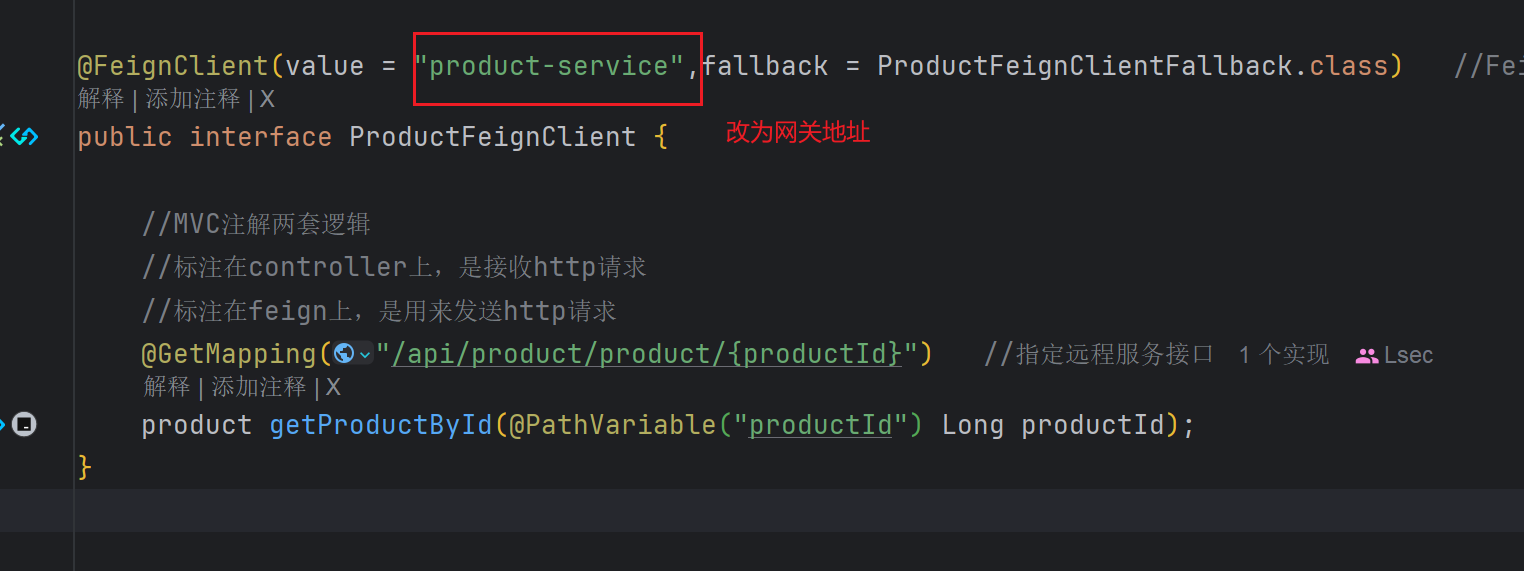 @FeignClient(value = "product-service",fallback = ProductFeignClientFallback.class) //Fei
解释 | 添加注释 | X
public interface ProductFeignClient {
改为网关地址
//MVC注解两套逻辑
//标注在controller上，是接收http请求
//标注在feign上，是用来发送http请求
@GetMapping("/api/product/product/{productId}") //指定远程服务接口 1 个实现 Lsec
解释 | 添加注释 | X
product getProductById(@PathVariable("productId") Long productId);
}